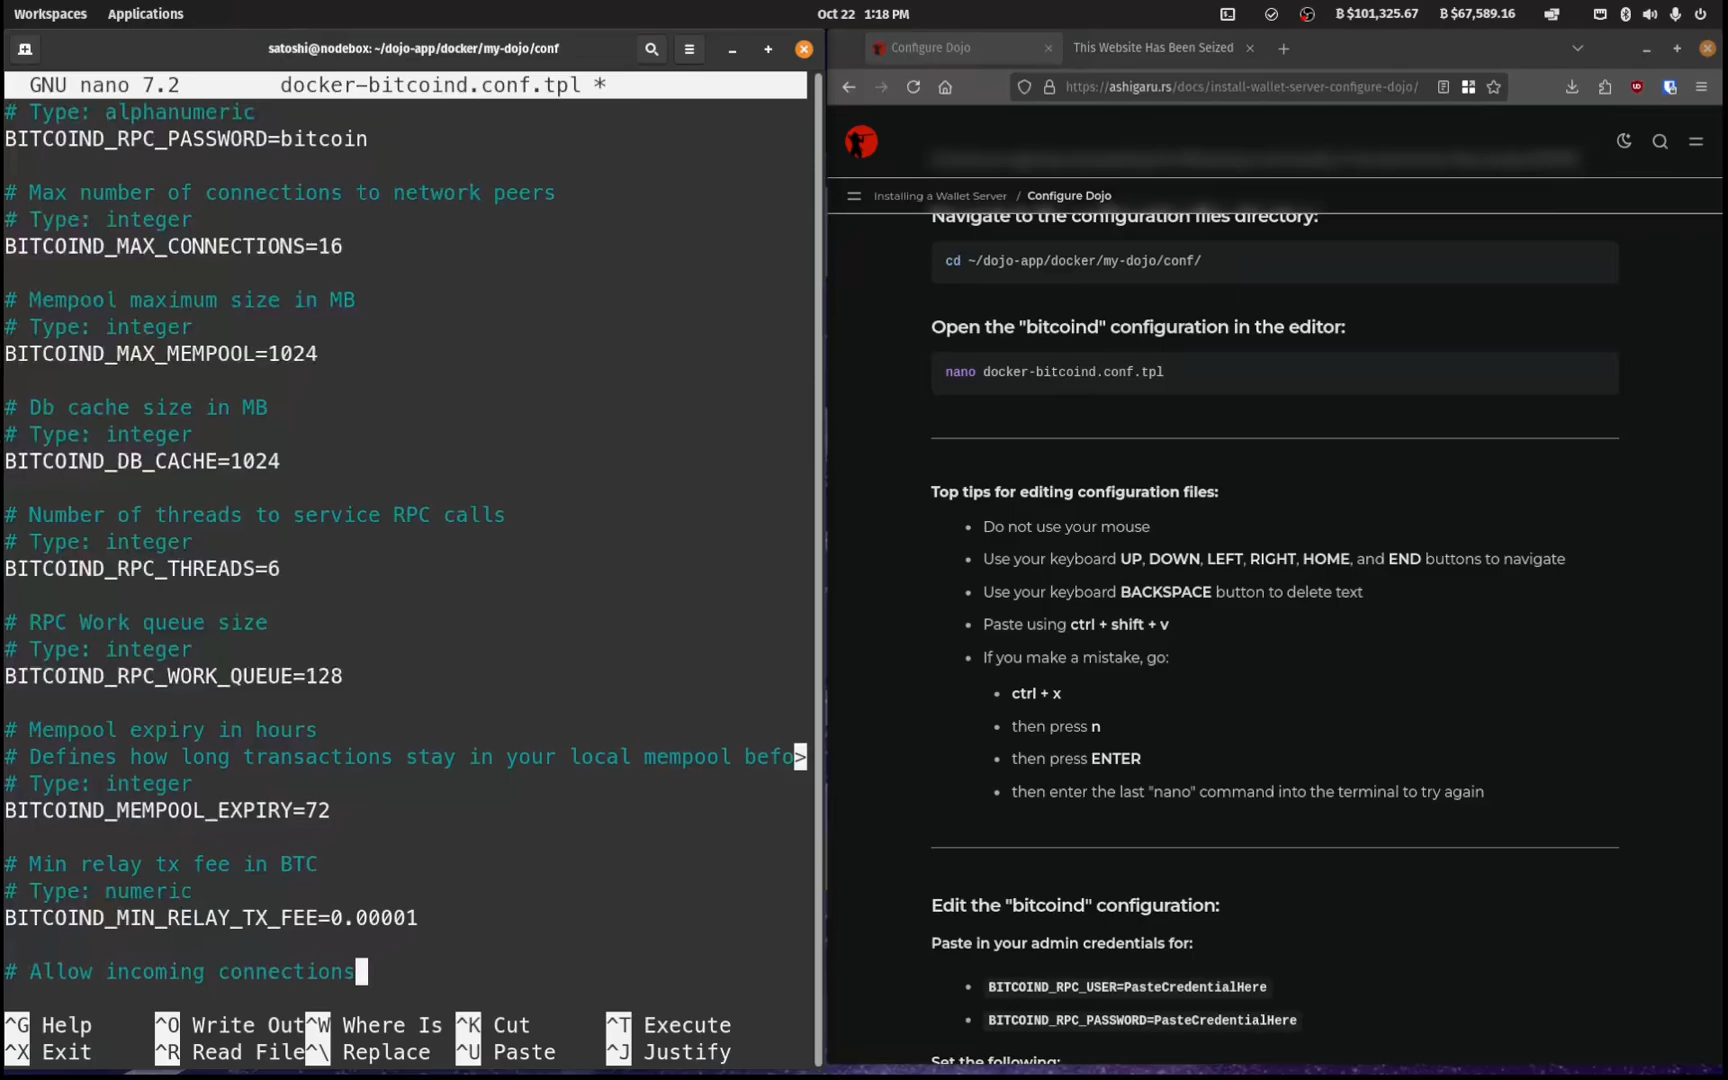 Workspaces Applications Oct 22 1:18 PM ₿ $101,325.67 ₿ $67,589.16
satoshi@nodebox: ~/dojo-app/docker/my-dojo/conf
GNU nano 7.2 docker-bitcoind.conf.tpl *
# Type: alphanumeric
BITCOIND_RPC_PASSWORD=bitcoin
# Max number of connections to network peers
# Type: integer
BITCOIND_MAX_CONNECTIONS=16
# Mempool maximum size in MB
# Type: integer
BITCOIND_MAX_MEMPOOL=1024
# Db cache size in MB
# Type: integer
BITCOIND_DB_CACHE=1024
# Number of threads to service RPC calls
# Type: integer
BITCOIND_RPC_THREADS=6
# RPC Work queue size
# Type: integer
BITCOIND_RPC_WORK_QUEUE=128
# Mempool expiry in hours
# Defines how long transactions stay in your local mempool befo>
# Type: integer
BITCOIND_MEMPOOL_EXPIRY=72
# Min relay tx fee in BTC
# Type: numeric
BITCOIND_MIN_RELAY_TX_FEE=0.00001
# Allow incoming connections
^G Help ^O Write Out ^W Where Is ^K Cut ^T Execute
^X Exit ^R Read File ^\ Replace ^U Paste ^J Justify
Configure Dojo This Website Has Been Seized
https://ashigaru.rs/docs/install-wallet-server-configure-dojo/
Installing a Wallet Server / Configure Dojo
Navigate to the configuration files directory:
cd ~/dojo-app/docker/my-dojo/conf/
Open the "bitcoind" configuration in the editor:
nano docker-bitcoind.conf.tpl
Top tips for editing configuration files:
• Do not use your mouse
• Use your keyboard UP, DOWN, LEFT, RIGHT, HOME, and END buttons to navigate
• Use your keyboard BACKSPACE button to delete text
• Paste using ctrl + shift + v
• If you make a mistake, go:
• ctrl + x
• then press n
• then press ENTER
• then enter the last "nano" command into the terminal to try again
Edit the "bitcoind" configuration:
Paste in your admin credentials for:
• BITCOIND_RPC_USER=PasteCredentialHere
• BITCOIND_RPC_PASSWORD=PasteCredentialHere
Set the following: